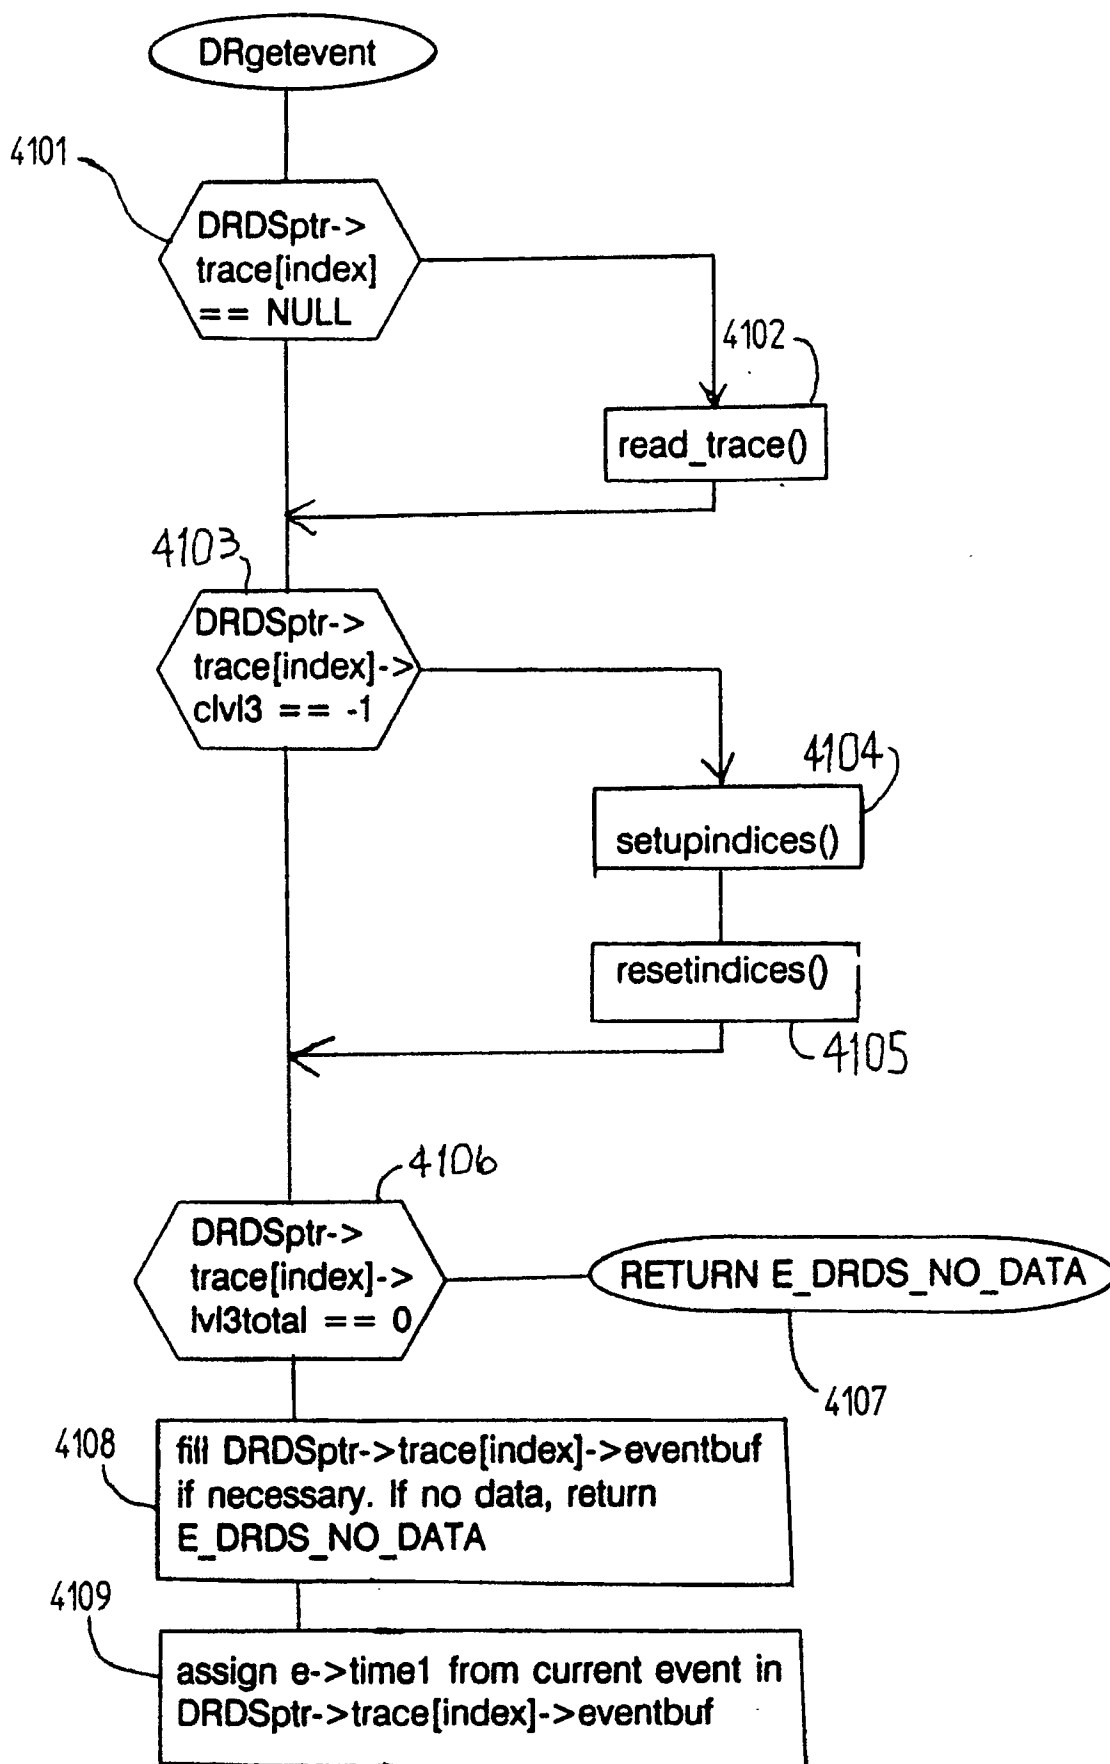 DRgetevent
4101
DRDSptr->
trace[index]
== NULL
4102
read_trace()
4103
DRDSptr->
trace[index]->
clvl3 == -1
4104
setupindices()
resetindices()
4105
4106
DRDSptr->
trace[index]->
lvl3total == 0
RETURN E_DRDS_NO_DATA
4107
4108
fill DRDSptr->trace[index]->eventbuf
if necessary. If no data, return
E_DRDS_NO_DATA
4109
assign e->time1 from current event in
DRDSptr->trace[index]->eventbuf